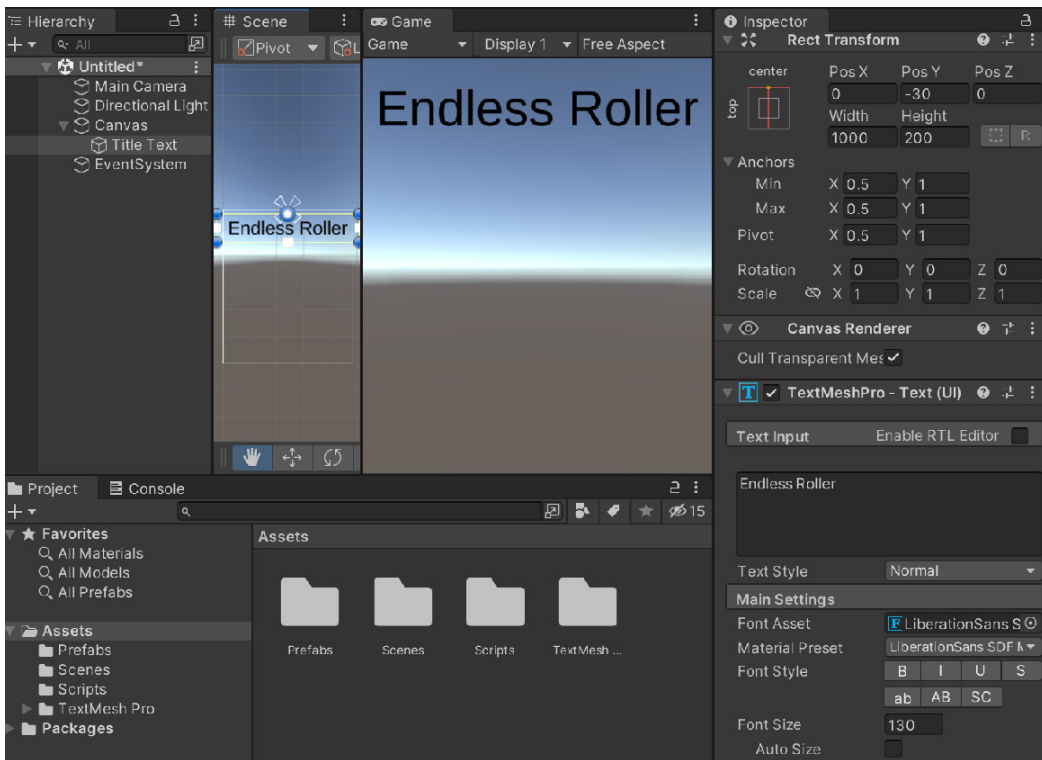 Hierarchy
All
Untitled*
Main Camera
Directional Light
Canvas
Title Text
EventSystem
Scene
Pivot
L
Endless Roller
Game
Game
Display 1
Free Aspect
Endless Roller
Inspector
Rect Transform
center
top
Pos X Pos Y Pos Z
0 -30 0
Width Height
1000 200
R
Anchors
Min X 0.5 Y 1
Max X 0.5 Y 1
Pivot X 0.5 Y 1
Rotation X 0 Y 0 Z 0
Scale X 1 Y 1 Z 1
Canvas Renderer
Cull Transparent Mes
TextMeshPro - Text (UI)
Text Input Enable RTL Editor
Endless Roller
Text Style Normal
Main Settings
Font Asset F LiberationSans S
Material Preset LiberationSans SDF M
Font Style B I U S
ab AB SC
Font Size 130
Auto Size
Project Console
15
Favorites
All Materials
All Models
All Prefabs
Assets
Prefabs
Scenes
Scripts
TextMesh Pro
Packages
Assets
Prefabs Scenes Scripts TextMesh ...